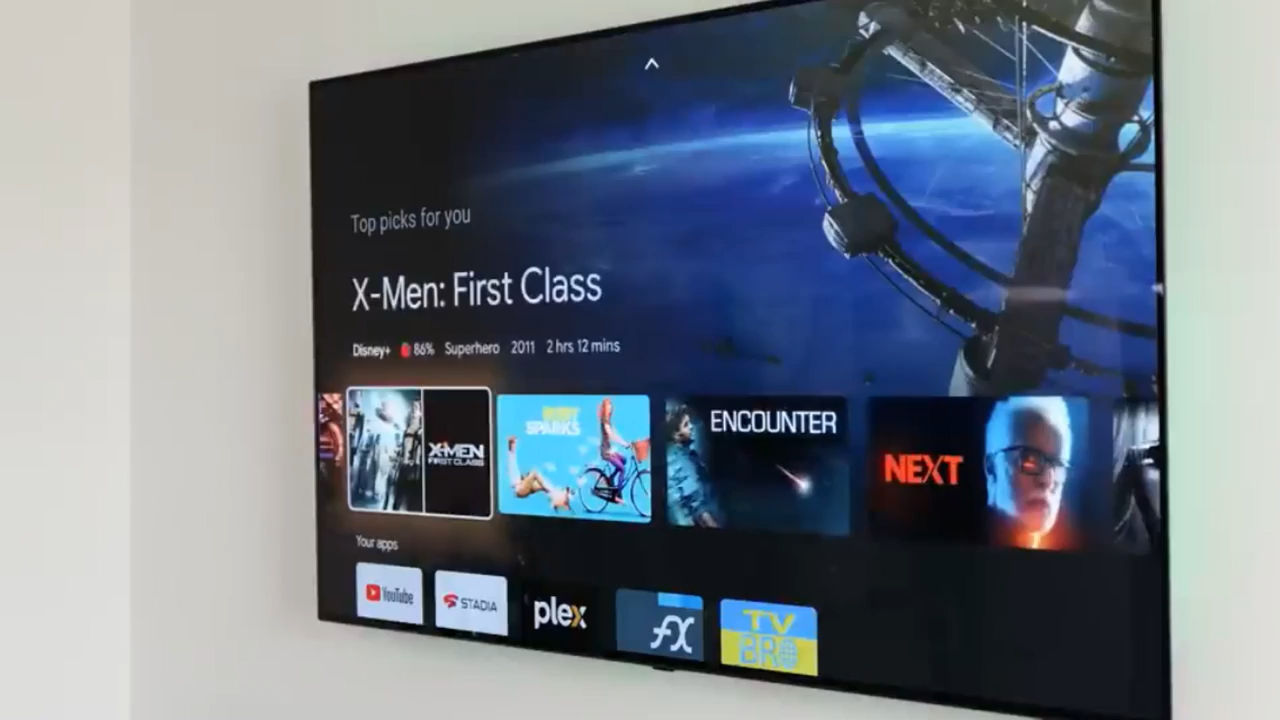 Top picks for you
X-Men: First Class
Disney+ 86% Superhero 2011 2 hrs 12 mins
X-MEN
FIRST CLASS
SPARKS
ENCOUNTER
NEXT
Your apps
YouTube
STADIA
plex
FX
TV
BRO